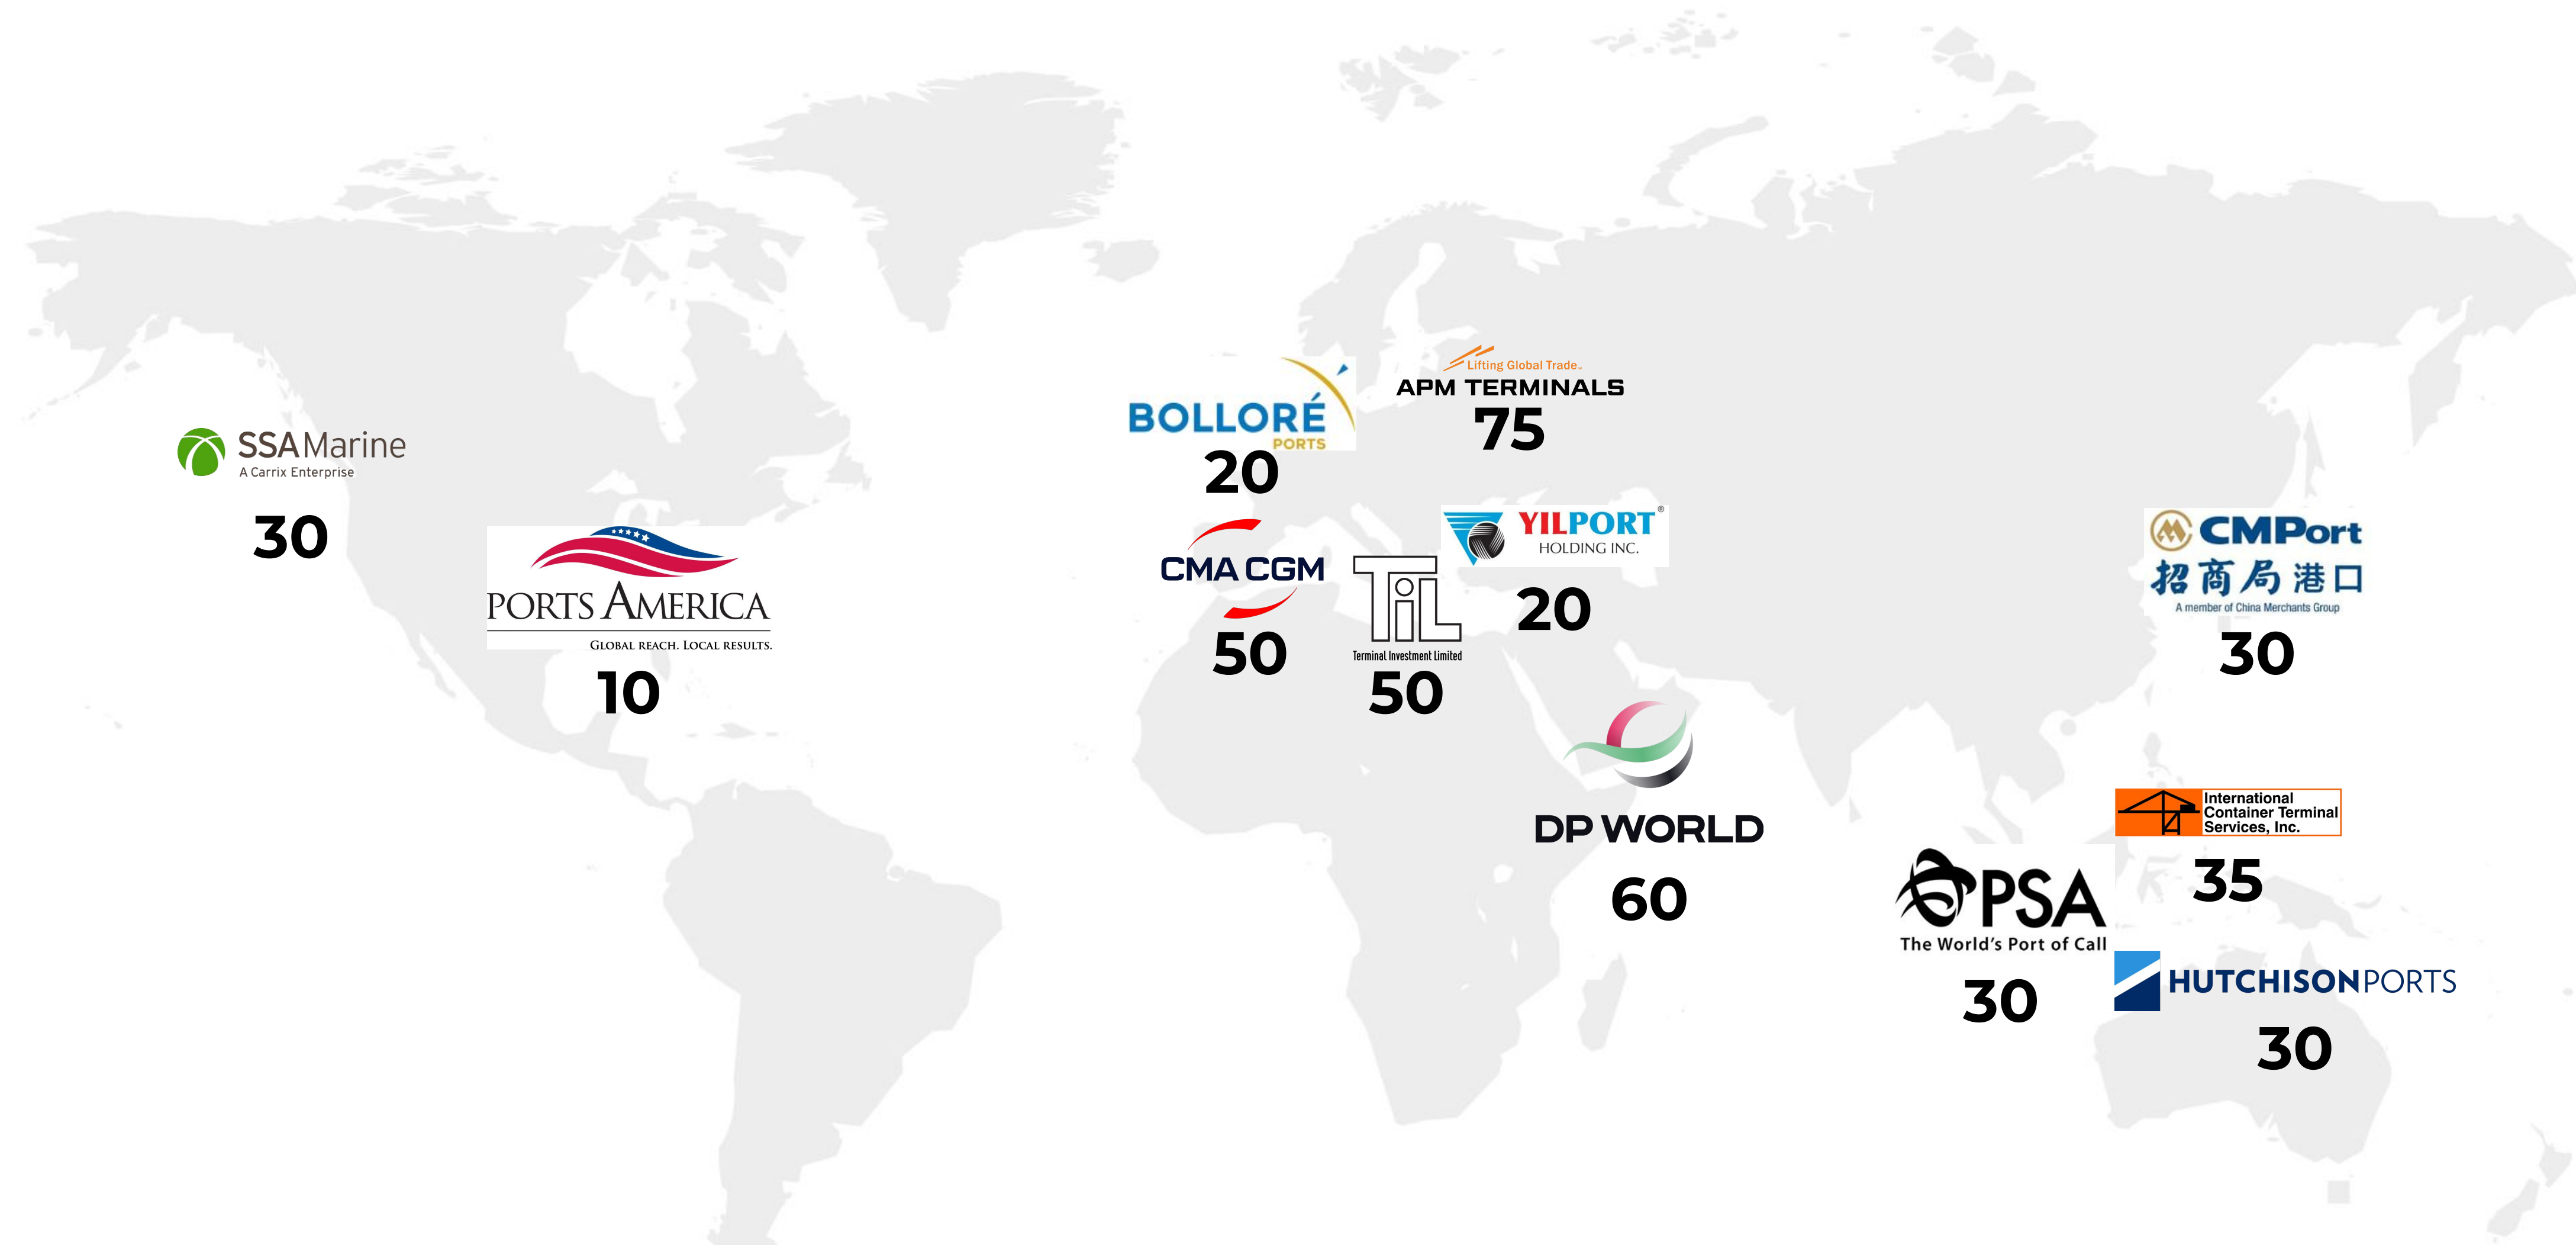 SSAMarine
A Carrix Enterprise
30
PORTS AMERICA
GLOBAL REACH. LOCAL RESULTS.
10
BOLLORÉ
PORTS
20
Lifting Global Trade..
APM TERMINALS
75
CMA CGM
50
TiL
Terminal Investment Limited
50
YILPORT®
HOLDING INC.
20
DP WORLD
60
CMPort
招商局港口
A member of China Merchants Group
30
International
Container Terminal
Services, Inc.
35
PSA
The World's Port of Call
30
HUTCHISONPORTS
30